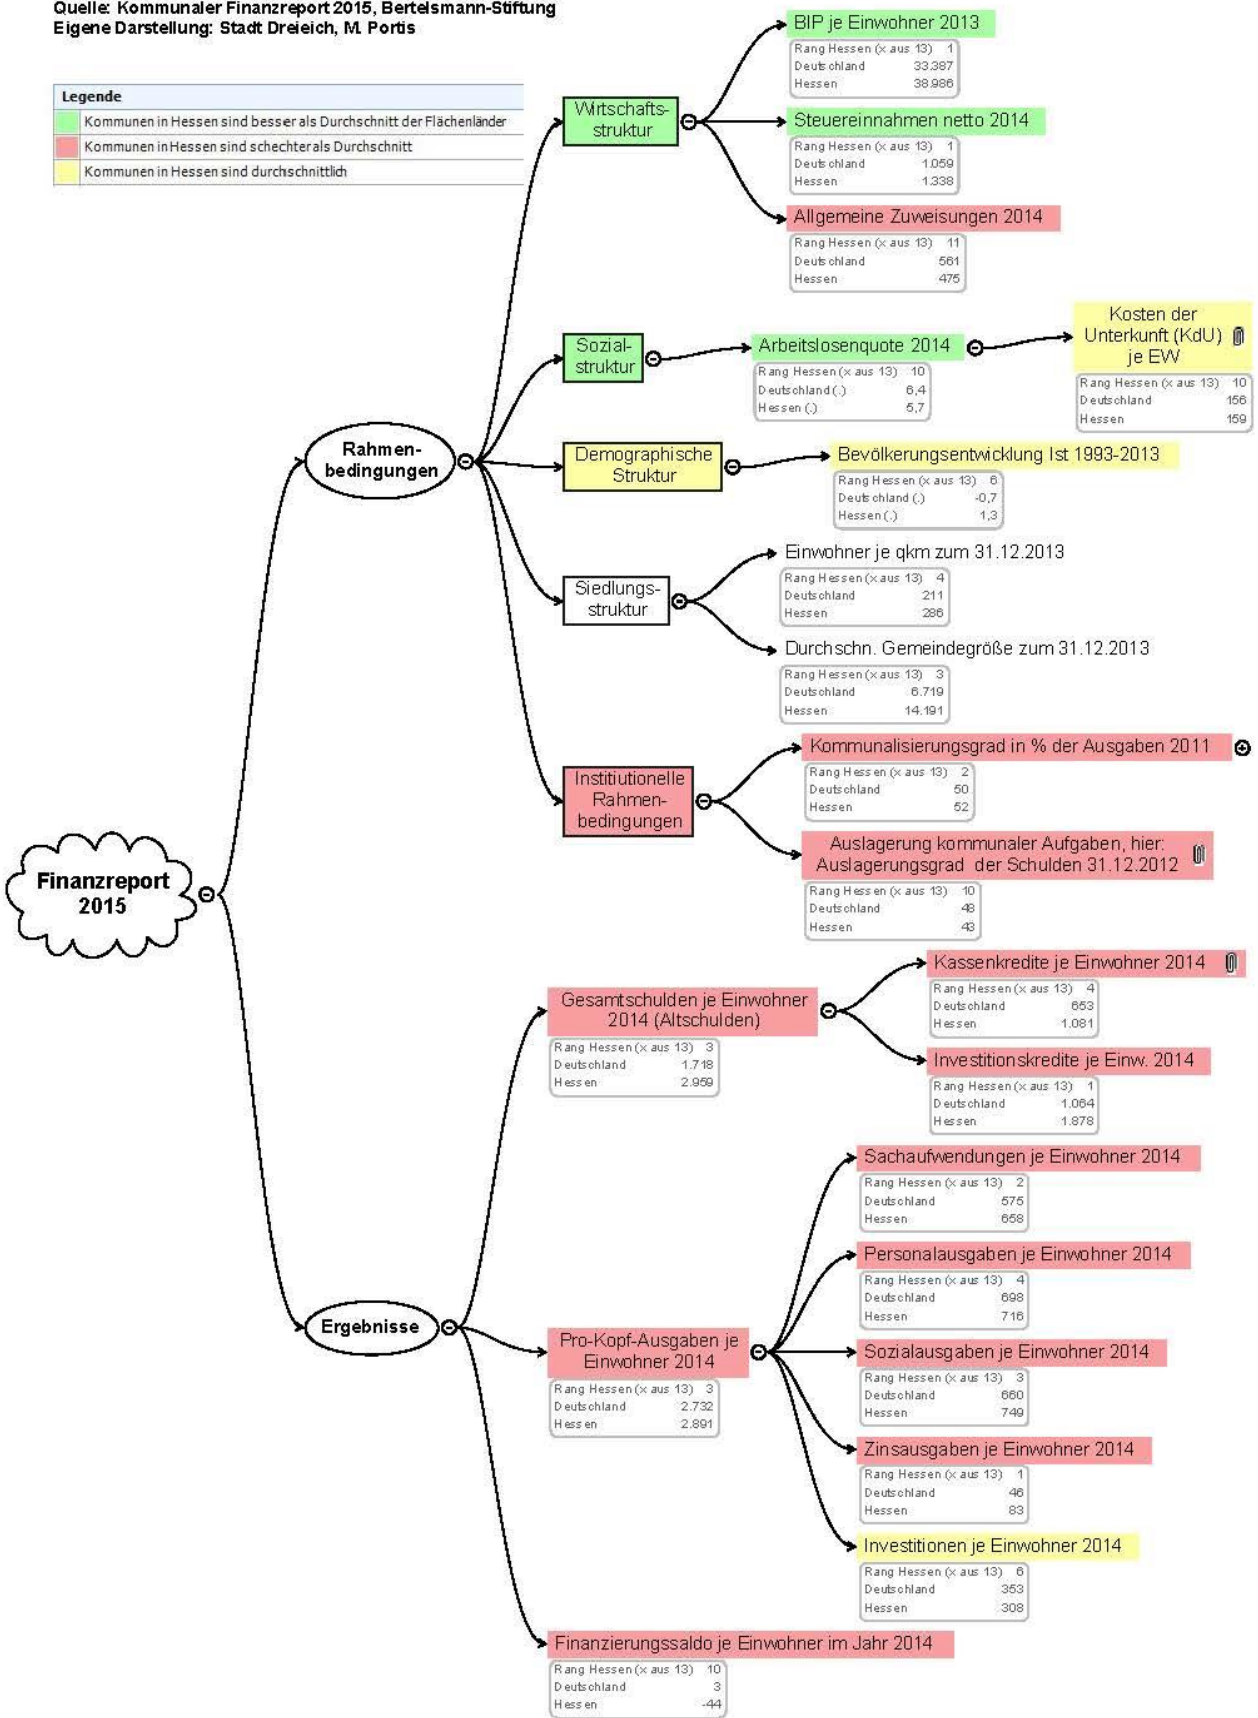 Quelle: Kommunaler Finanzreport 2015, Bertelsmann-Stiftung
Eigene Darstellung: Stadt Dreieich, M. Portis
Legende
Kommunen in Hessen sind besser als Durchschnitt der Flächenländer
Kommunen in Hessen sind schechter als Durchschnitt
Kommunen in Hessen sind durchschnittlich
Finanzreport
2015
Rahmen-
bedingungen
Wirtschafts-
struktur
BIP je Einwohner 2013
Rang Hessen (x aus 13) 1
Deutschland 33.387
Hessen 38.986
Steuereinnahmen netto 2014
Rang Hessen (x aus 13) 1
Deutschland 1.059
Hessen 1.338
Allgemeine Zuweisungen 2014
Rang Hessen (x aus 13) 11
Deutschland 561
Hessen 475
Sozial-
struktur
Arbeitslosenquote 2014
Rang Hessen (x aus 13) 10
Deutschland (.) 6,4
Hessen (.) 5,7
Kosten der
Unterkunft (KdU)
je EW
Rang Hessen (x aus 13) 10
Deutschland 156
Hessen 159
Demographische
Struktur
Bevölkerungsentwicklung Ist 1993-2013
Rang Hessen (x aus 13) 6
Deutschland (.) -0,7
Hessen (.) 1,3
Siedlungs-
struktur
Einwohner je qkm zum 31.12.2013
Rang Hessen (x aus 13) 4
Deutschland 211
Hessen 286
Durchschn. Gemeindegröße zum 31.12.2013
Rang Hessen (x aus 13) 3
Deutschland 6.719
Hessen 14.191
Institiutionelle
Rahmen-
bedingungen
Kommunalisierungsgrad in % der Ausgaben 2011
Rang Hessen (x aus 13) 2
Deutschland 50
Hessen 52
Auslagerung kommunaler Aufgaben, hier:
Auslagerungsgrad der Schulden 31.12.2012
Rang Hessen (x aus 13) 10
Deutschland 48
Hessen 43
Ergebnisse
Gesamtschulden je Einwohner
2014 (Altschulden)
Rang Hessen (x aus 13) 3
Deutschland 1.718
Hessen 2.959
Kassenkredite je Einwohner 2014
Rang Hessen (x aus 13) 4
Deutschland 653
Hessen 1.081
Investitionskredite je Einw. 2014
Rang Hessen (x aus 13) 1
Deutschland 1.064
Hessen 1.878
Pro-Kopf-Ausgaben je
Einwohner 2014
Rang Hessen (x aus 13) 3
Deutschland 2.732
Hessen 2.891
Sachaufwendungen je Einwohner 2014
Rang Hessen (x aus 13) 2
Deutschland 575
Hessen 658
Personalausgaben je Einwohner 2014
Rang Hessen (x aus 13) 4
Deutschland 698
Hessen 716
Sozialausgaben je Einwohner 2014
Rang Hessen (x aus 13) 3
Deutschland 660
Hessen 749
Zinsausgaben je Einwohner 2014
Rang Hessen (x aus 13) 1
Deutschland 46
Hessen 83
Investitionen je Einwohner 2014
Rang Hessen (x aus 13) 6
Deutschland 353
Hessen 308
Finanzierungssaldo je Einwohner im Jahr 2014
Rang Hessen (x aus 13) 10
Deutschland 3
Hessen -44